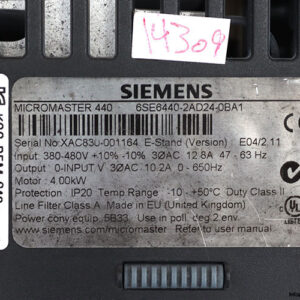 14309
SIEMENS
MICROMASTER 440 6SE6440-2AD24-0BA1
Serial No:XAC83U-001164 E-Stand (Version) E04/2.11
Input: 380-480V +10% -10% 3ØAC 12.8A 47 - 63 Hz
Output: 0-INPUT V 3ØAC 10.2A 0 - 650Hz
Motor: 4.00kW
Protection: IP20 Temp Range: -10 - +50°C Duty Class II
Line Filter Class A Made in EU (United Kingdom)
Power conv equip. 5B33 Use in poll. deg 2 env.
www.siemens.com/micromaster Refer to user manual